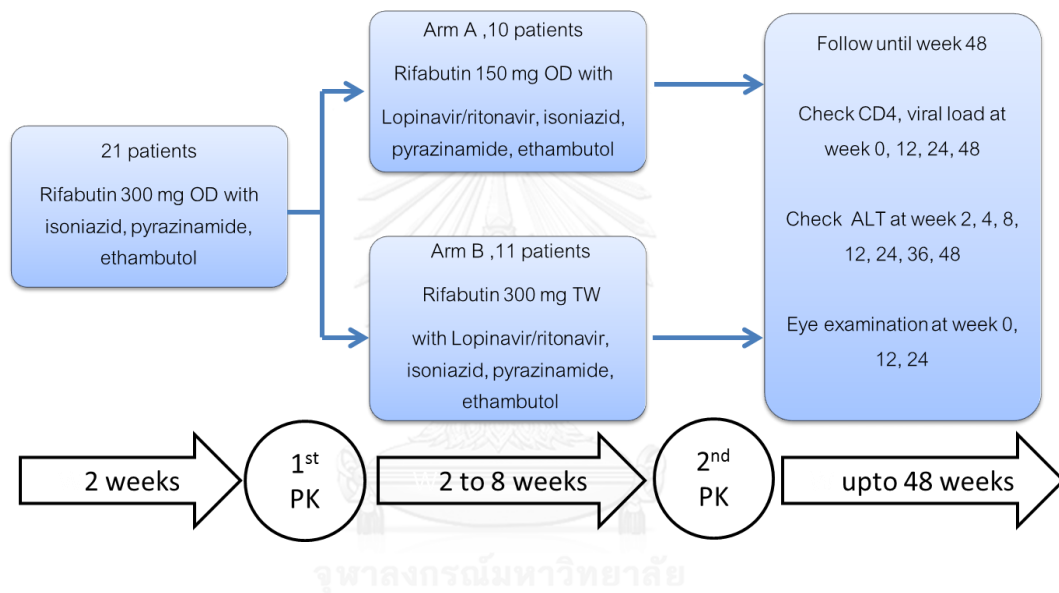 21 patients
Rifabutin 300 mg OD with
isoniazid, pyrazinamide,
ethambutol
Arm A ,10 patients
Rifabutin 150 mg OD with
Lopinavir/ritonavir, isoniazid,
pyrazinamide, ethambutol
Arm B ,11 patients
Rifabutin 300 mg TW
with Lopinavir/ritonavir,
isoniazid, pyrazinamide,
ethambutol
Follow until week 48
Check CD4, viral load at
week 0, 12, 24, 48
Check ALT at week 2, 4, 8,
12, 24, 36, 48
Eye examination at week 0,
12, 24
2 weeks
1st
PK
2 to 8 weeks
2nd
PK
upto 48 weeks
จุฬาลงกรณ์มหาวิทยาลัย